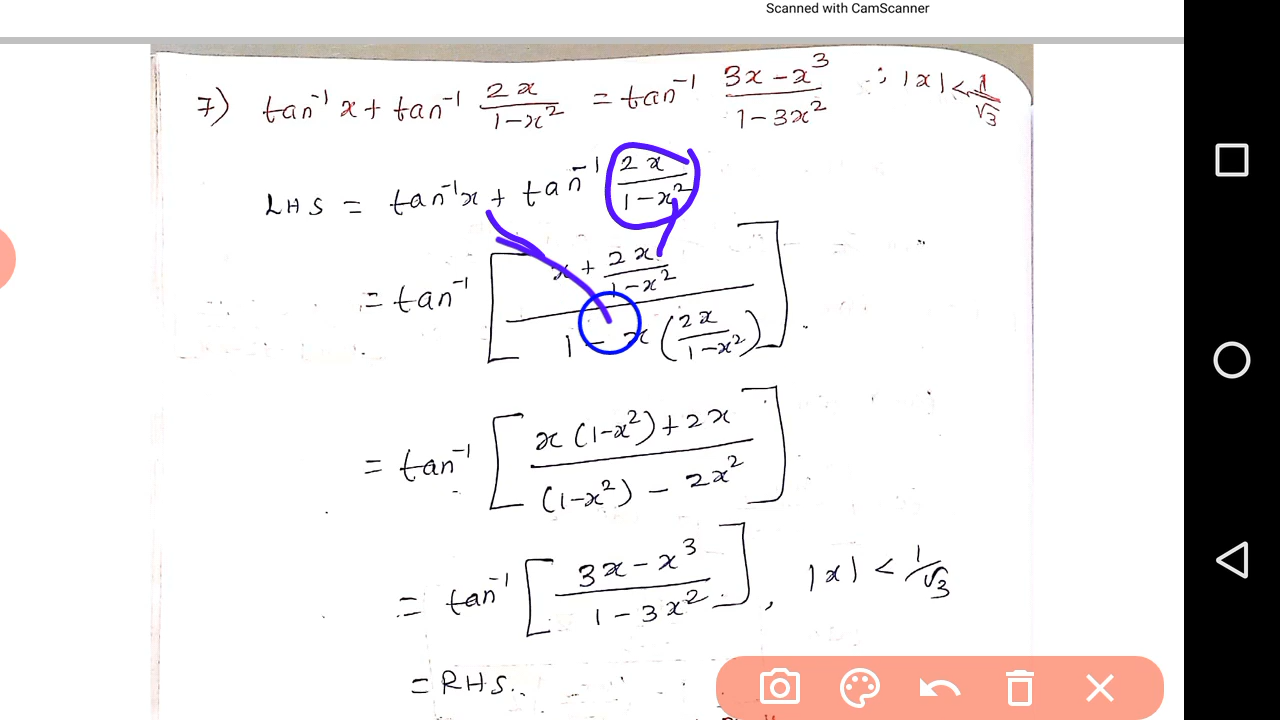 Scanned with CamScanner
7) tan⁻¹ x + tan⁻¹ 2x/(1-x²) = tan⁻¹ (3x-x³)/(1-3x²) ; |x| < 1/√3
LHS = tan⁻¹x + tan⁻¹ 2x/(1-x²)
= tan⁻¹ [ (x + 2x/(1-x²)) / (1 - x (2x/(1-x²))) ]
= tan⁻¹ [ (x (1-x²) + 2x) / ((1-x²) - 2x²) ]
= tan⁻¹ [ (3x - x³) / (1 - 3x²) ] , |x| < 1/√3
= RHS.